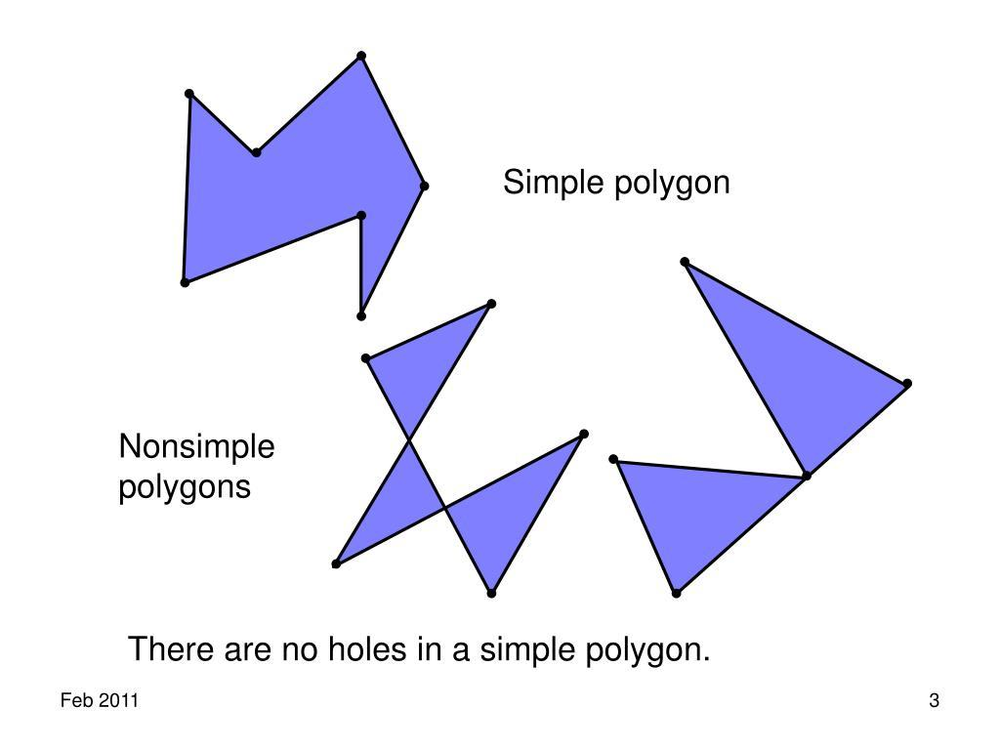 Simple polygon
Nonsimple
polygons
There are no holes in a simple polygon.
Feb 2011
3